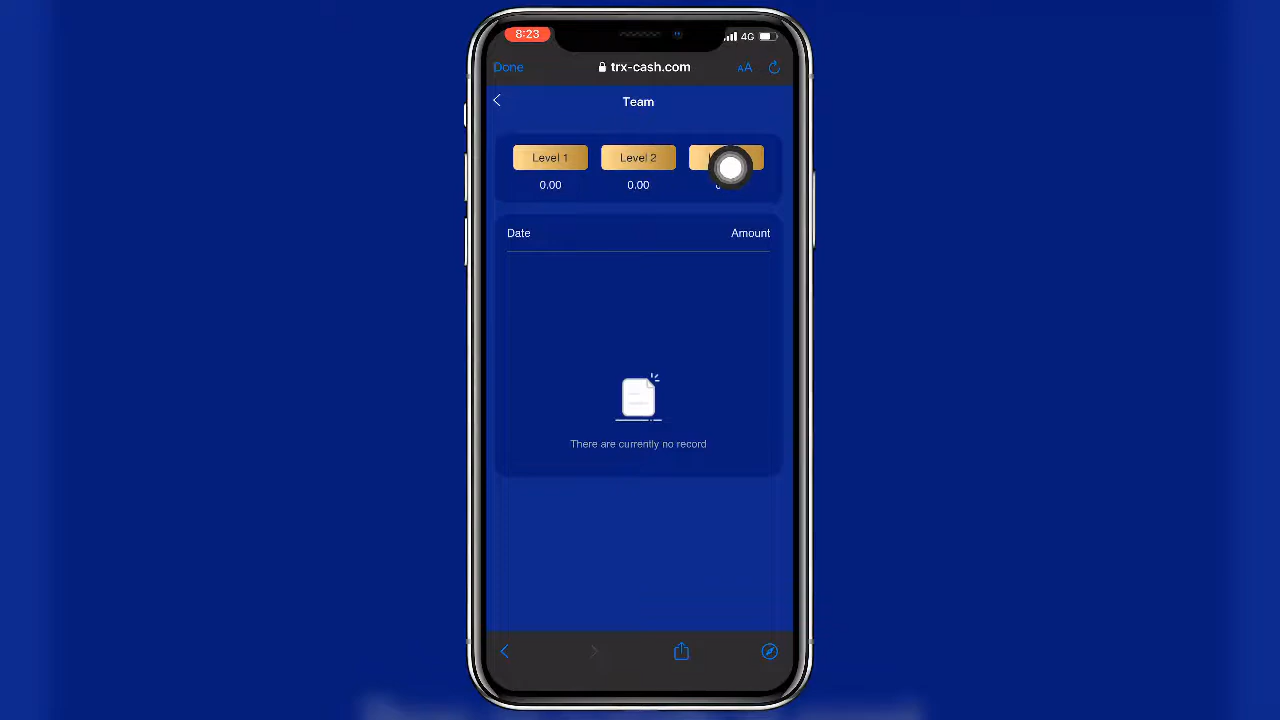 8:23
4G
Done
trx-cash.com
AA
Team
Level 1
Level 2
0.00
0.00
Date
Amount
There are currently no record